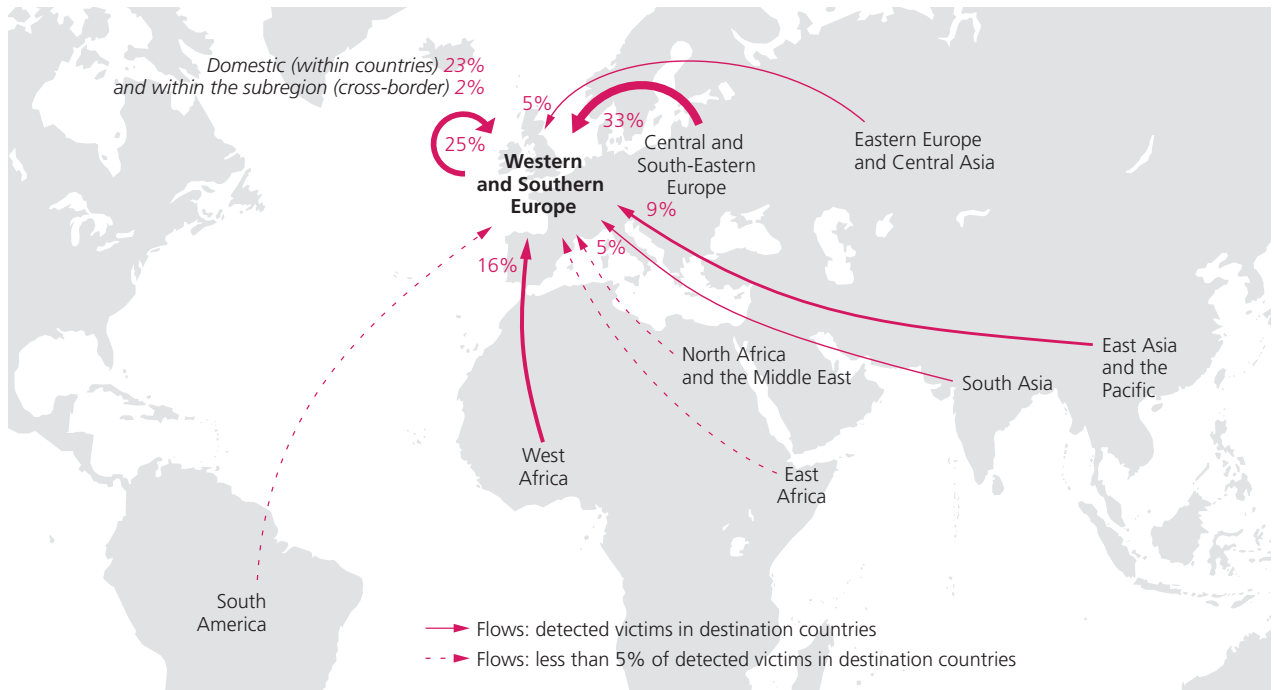 Domestic (within countries) 23%
and within the subregion (cross-border) 2%
25%
5%
33%
Western
and Southern
Europe
Central and
South-Eastern
Europe
Eastern Europe
and Central Asia
9%
5%
16%
North Africa
and the Middle East
South Asia
East Asia
and the
Pacific
West
Africa
East
Africa
South
America
Flows: detected victims in destination countries
Flows: less than 5% of detected victims in destination countries